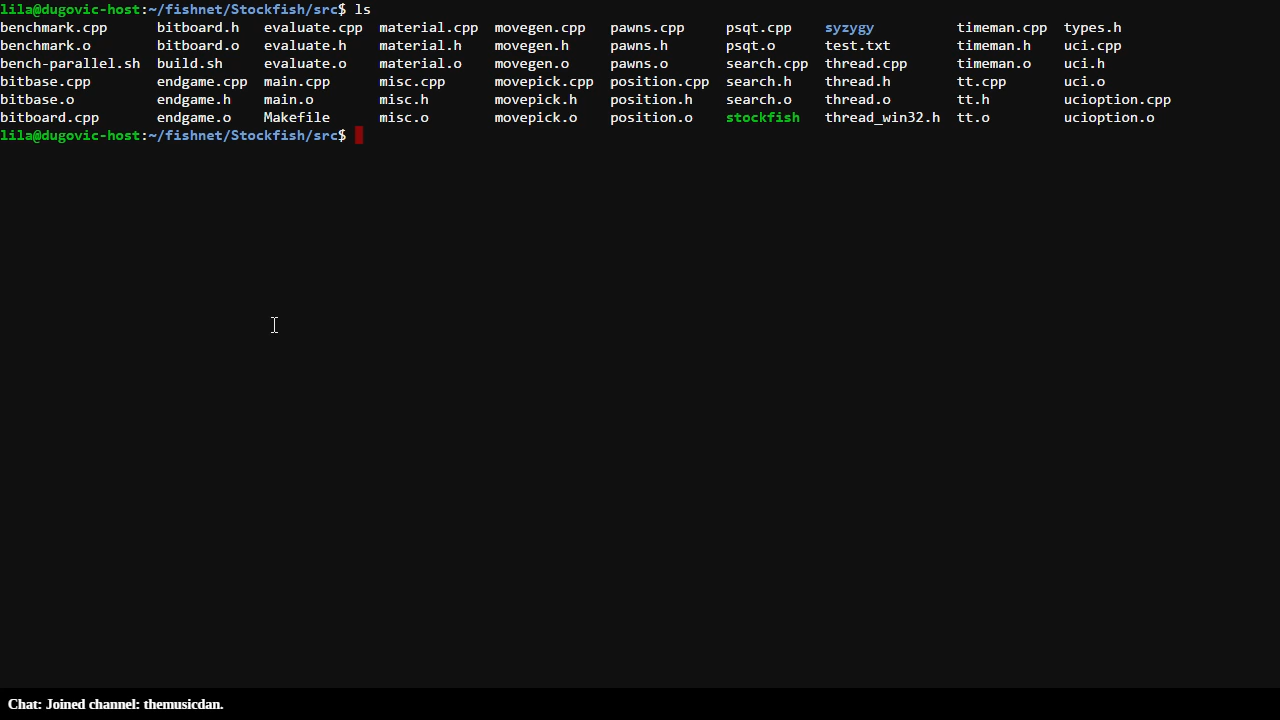 lila@dugovic-host:~/fishnet/Stockfish/src$ ls
benchmark.cpp bitboard.h evaluate.cpp material.cpp movegen.cpp pawns.cpp psqt.cpp syzygy timeman.cpp types.h
benchmark.o bitboard.o evaluate.h material.h movegen.h pawns.h psqt.o test.txt timeman.h uci.cpp
bench-parallel.sh build.sh evaluate.o material.o movegen.o pawns.o search.cpp thread.cpp timeman.o uci.h
bitbase.cpp endgame.cpp main.cpp misc.cpp movepick.cpp position.cpp search.h thread.h tt.cpp uci.o
bitbase.o endgame.h main.o misc.h movepick.h position.h search.o thread.o tt.h ucioption.cpp
bitboard.cpp endgame.o Makefile misc.o movepick.o position.o stockfish thread_win32.h tt.o ucioption.o
lila@dugovic-host:~/fishnet/Stockfish/src$
Chat: Joined channel: themusicdan.